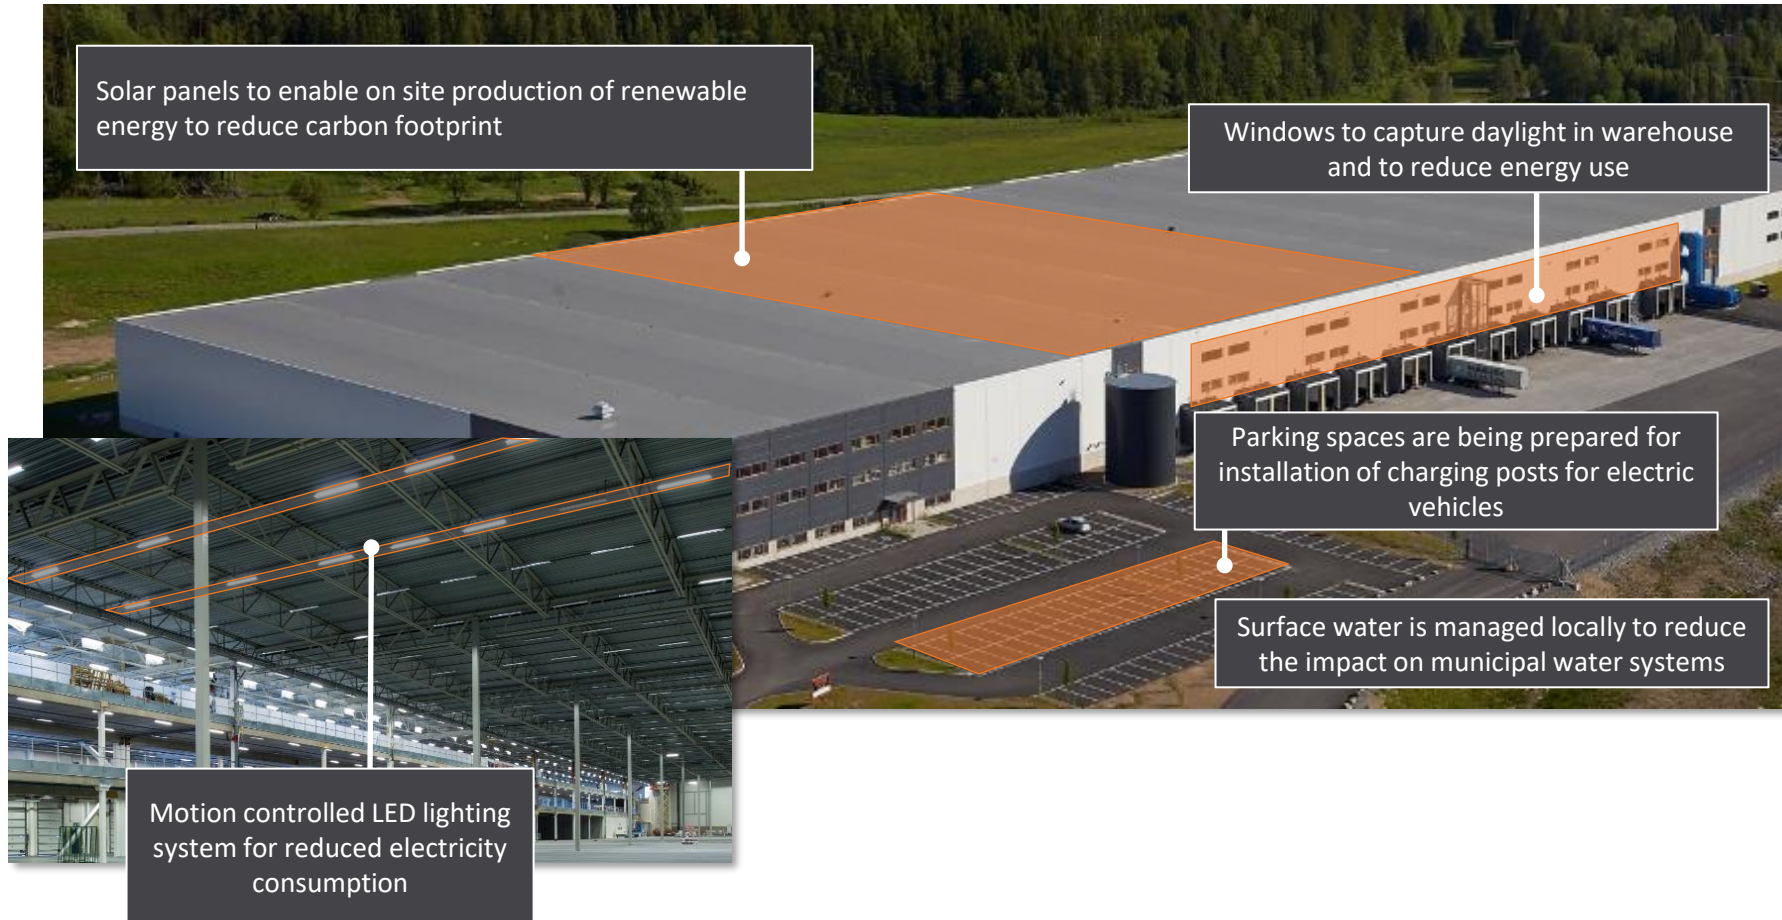 Solar panels to enable on site production of renewable
energy to reduce carbon footprint
Windows to capture daylight in warehouse
and to reduce energy use
Parking spaces are being prepared for
installation of charging posts for electric
vehicles
Surface water is managed locally to reduce
the impact on municipal water systems
Motion controlled LED lighting
system for reduced electricity
consumption